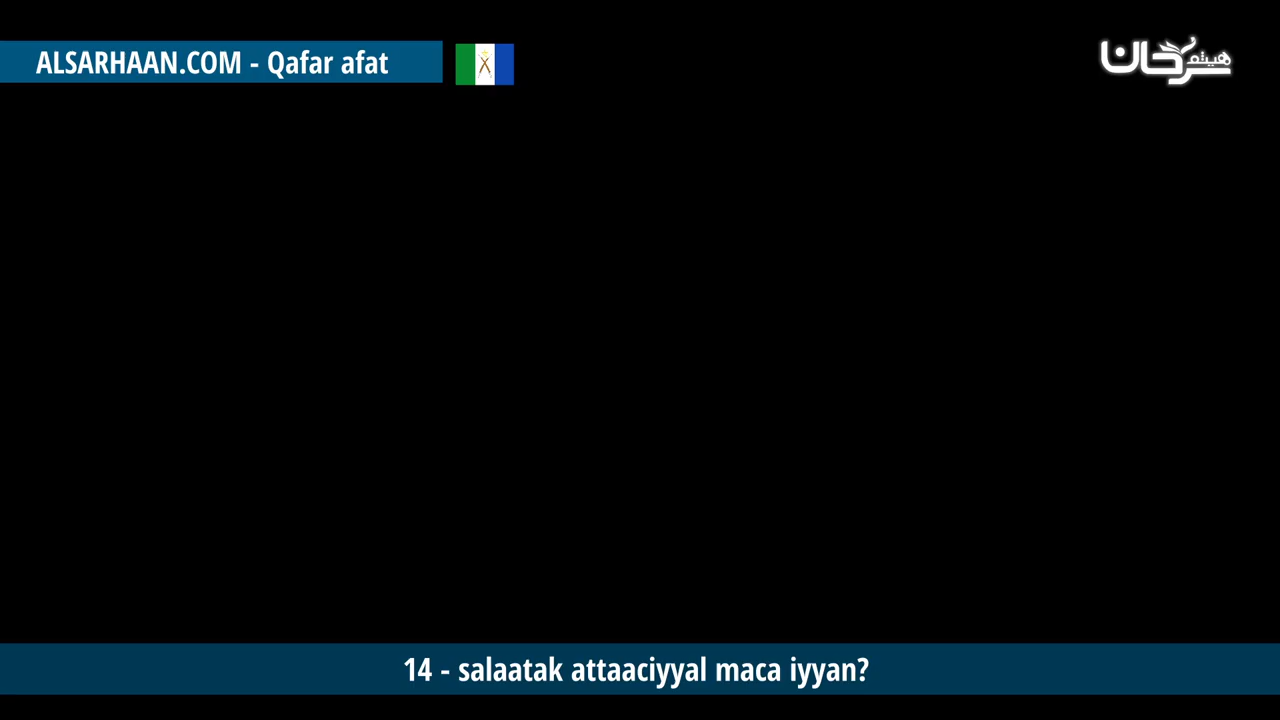 ALSARHAAN.COM - Qafar afat
هيثم سرحان
14 - salaatak attaaciyyal maca iyyan?